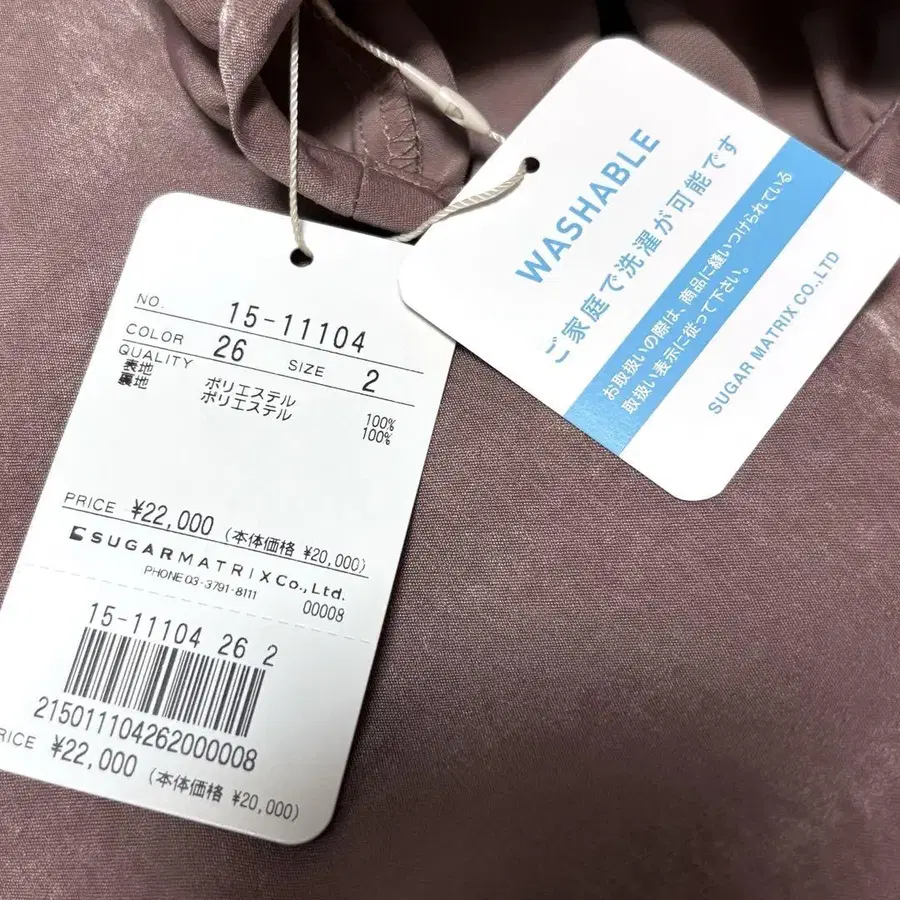 NO. 15-11104
COLOR 26 SIZE 2
QUALITY
表地 ポリエステル 100%
裏地 ポリエステル 100%
PRICE ¥22,000 (本体価格 ¥20,000)
SUGARMATRIXCo.,Ltd.
PHONE 03-3791-8111
00008
15-11104 26 2
215011104262000008
RICE ¥22,000 (本体価格 ¥20,000)
WASHABLE
ご家庭で洗濯が可能です
お取扱いの際は、商品に縫いつけられている
取扱い表示に従って下さい。
SUGAR MATRIX CO.,LTD